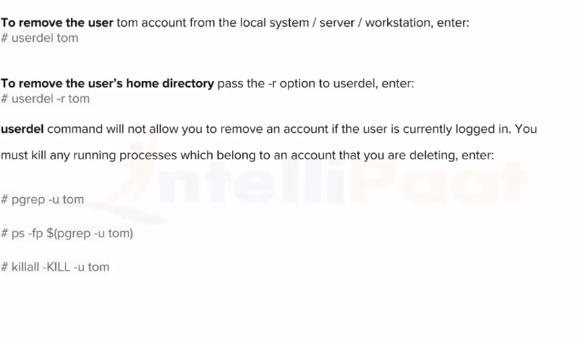 To remove the user tom account from the local system / server / workstation, enter:
# userdel tom
To remove the user's home directory pass the -r option to userdel, enter:
# userdel -r tom
userdel command will not allow you to remove an account if the user is currently logged in. You
must kill any running processes which belong to an account that you are deleting, enter:
IntelliPaat
# pgrep -u tom
# ps -fp $(pgrep -u tom)
# killall -KILL -u tom